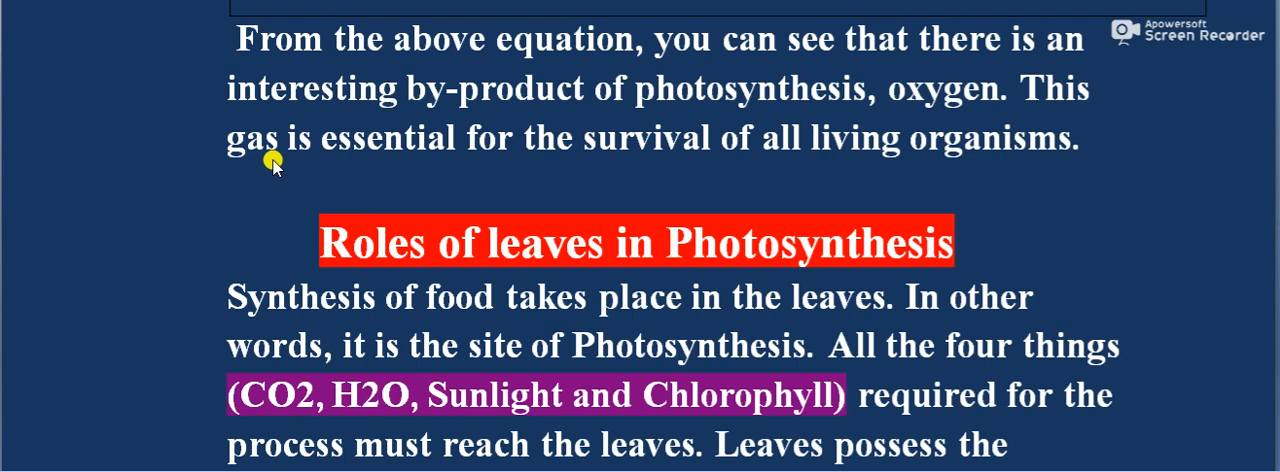 From the above equation, you can see that there is an
Apowersoft
Screen Recorder
interesting by-product of photosynthesis, oxygen. This
gas is essential for the survival of all living organisms.
Roles of leaves in Photosynthesis
Synthesis of food takes place in the leaves. In other
words, it is the site of Photosynthesis. All the four things
(CO2, H2O, Sunlight and Chlorophyll) required for the
process must reach the leaves. Leaves possess the